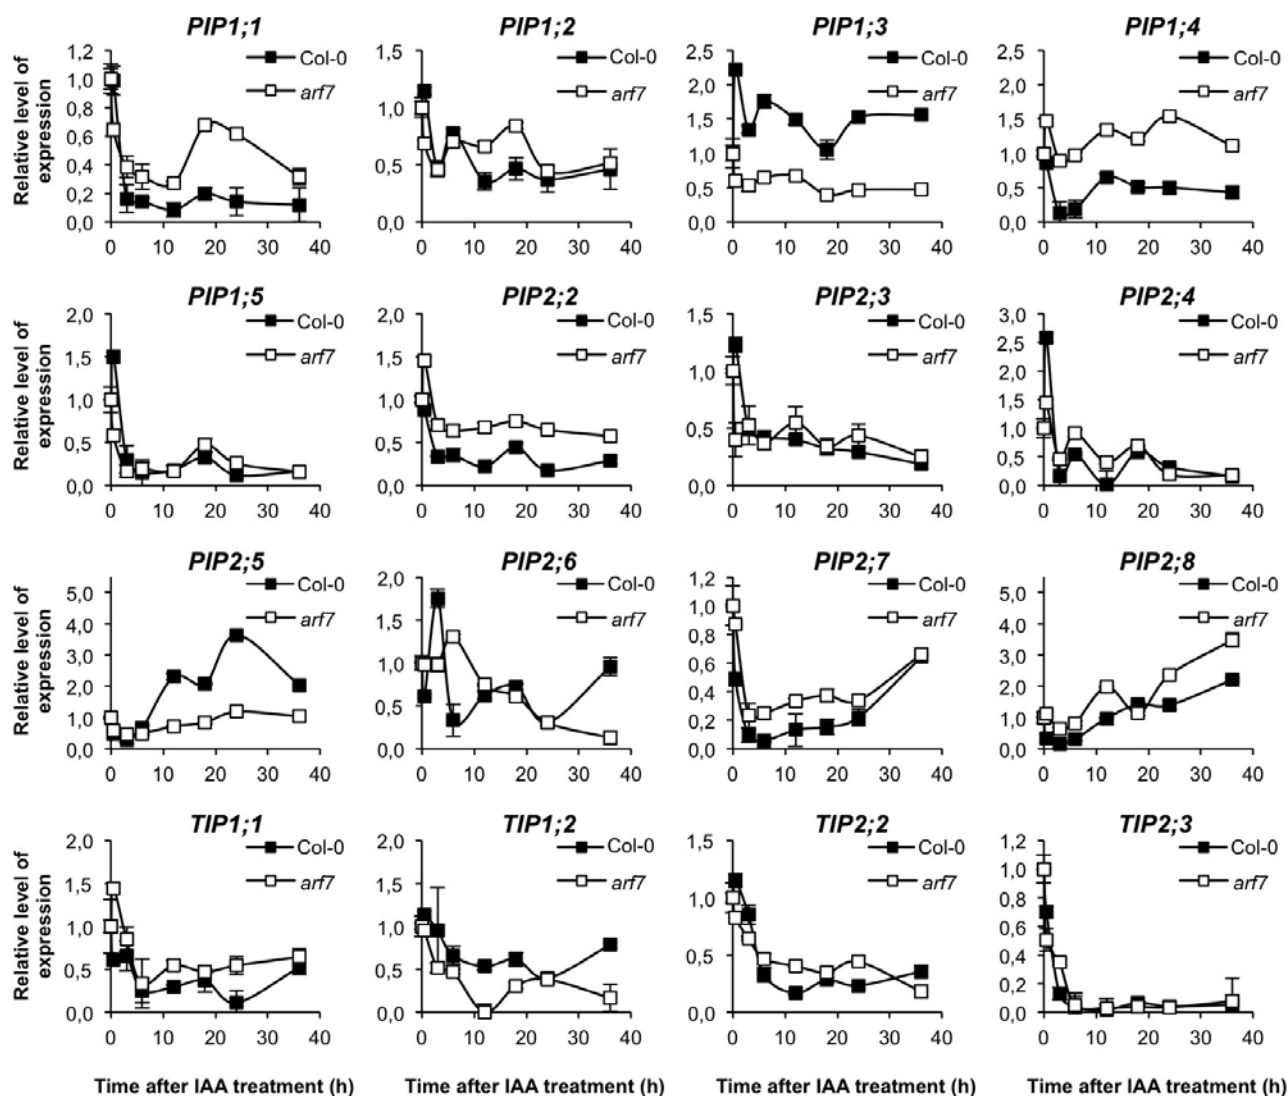 PIP1;1
Relative level of
expression
1,2
1,0
0,8
0,6
0,4
0,2
0,0
Col-0
arf7
0 10 20 30 40
PIP1;2
1,5
1,0
0,5
0,0
Col-0
arf7
0 10 20 30 40
PIP1;3
2,5
2,0
1,5
1,0
0,5
0,0
Col-0
arf7
0 10 20 30 40
PIP1;4
2,5
2,0
1,5
1,0
0,5
0,0
Col-0
arf7
0 10 20 30 40
PIP1;5
Relative level of
expression
2,0
1,5
1,0
0,5
0,0
Col-0
arf7
0 10 20 30 40
PIP2;2
2,0
1,5
1,0
0,5
0,0
Col-0
arf7
0 10 20 30 40
PIP2;3
1,5
1,0
0,5
0,0
Col-0
arf7
0 10 20 30 40
PIP2;4
3,0
2,5
2,0
1,5
1,0
0,5
0,0
Col-0
arf7
0 10 20 30 40
PIP2;5
Relative level of
expression
5,0
4,0
3,0
2,0
1,0
0,0
Col-0
arf7
0 10 20 30 40
PIP2;6
2,0
1,5
1,0
0,5
0,0
Col-0
arf7
0 10 20 30 40
PIP2;7
1,2
1,0
0,8
0,6
0,4
0,2
0,0
Col-0
arf7
0 10 20 30 40
PIP2;8
5,0
4,0
3,0
2,0
1,0
0,0
Col-0
arf7
0 10 20 30 40
TIP1;1
Relative level of
expression
2,0
1,5
1,0
0,5
0,0
Col-0
arf7
0 10 20 30 40
Time after IAA treatment (h)
TIP1;2
2,0
1,5
1,0
0,5
0,0
Col-0
arf7
0 10 20 30 40
Time after IAA treatment (h)
TIP2;2
1,5
1,0
0,5
0,0
Col-0
arf7
0 10 20 30 40
Time after IAA treatment (h)
TIP2;3
1,2
1,0
0,8
0,6
0,4
0,2
0,0
Col-0
arf7
0 10 20 30 40
Time after IAA treatment (h)